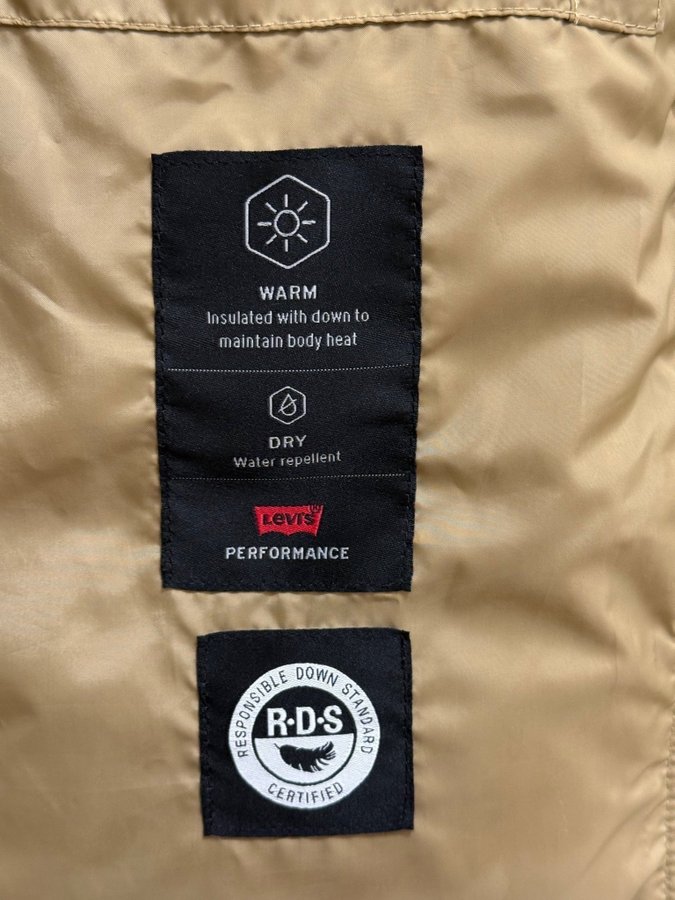 WARM
Insulated with down to
maintain body heat
DRY
Water repellent
Levi's®
PERFORMANCE
RESPONSIBLE DOWN STANDARD
R·D·S
CERTIFIED